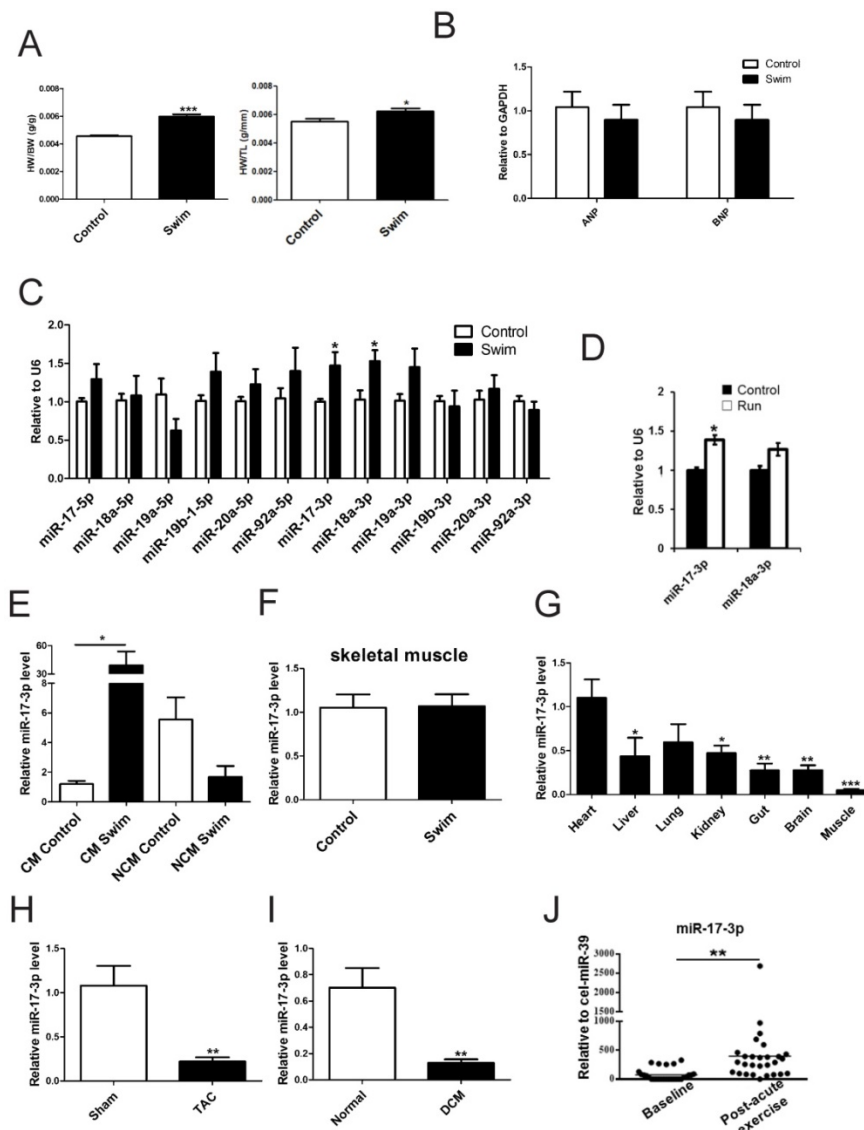 A
HW/BW (g/g)
0.008
0.006
0.004
0.002
0.000
***
Control
Swim
HW/TL (g/mm)
0.008
0.006
0.004
0.002
0.000
*
Control
Swim
B
Control
Swim
Relative to GAPDH
1.5
1.0
0.5
ANP
BNP
C
Control
Swim
Relative to U6
2.0
1.5
1.0
0.5
0.0
* *
miR-17-5p
miR-18a-5p
miR-19a-5p
miR-19b-1-5p
miR-20a-5p
miR-92a-5p
miR-17-3p
miR-18a-3p
miR-19a-3p
miR-19b-3p
miR-20a-3p
miR-92a-3p
D
Control
Run
Relative to U6
2
1.5
1
0.5
0
*
miR-17-3p
miR-18a-3p
E
Relative miR-17-3p level
60
30
8
6
4
2
0
*
CM Control
CM Swim
NCM Control
NCM Swim
F
skeletal muscle
Relative miR-17-3p level
1.5
1.0
0.5
0.0
Control
Swim
G
Relative miR-17-3p level
1.5
1.0
0.5
0.0
* * ** ** ***
Heart
Liver
Lung
Kidney
Gut
Brain
Muscle
H
Relative miR-17-3p level
1.5
1.0
0.5
0.0
**
Sham
TAC
I
Relative miR-17-3p level
1.0
0.8
0.6
0.4
0.2
0.0
**
Normal
DCM
J
miR-17-3p
Relative to cel-miR-39
3000
2500
2000
1500
1000
500
0
**
Baseline
Post-acute
exercise